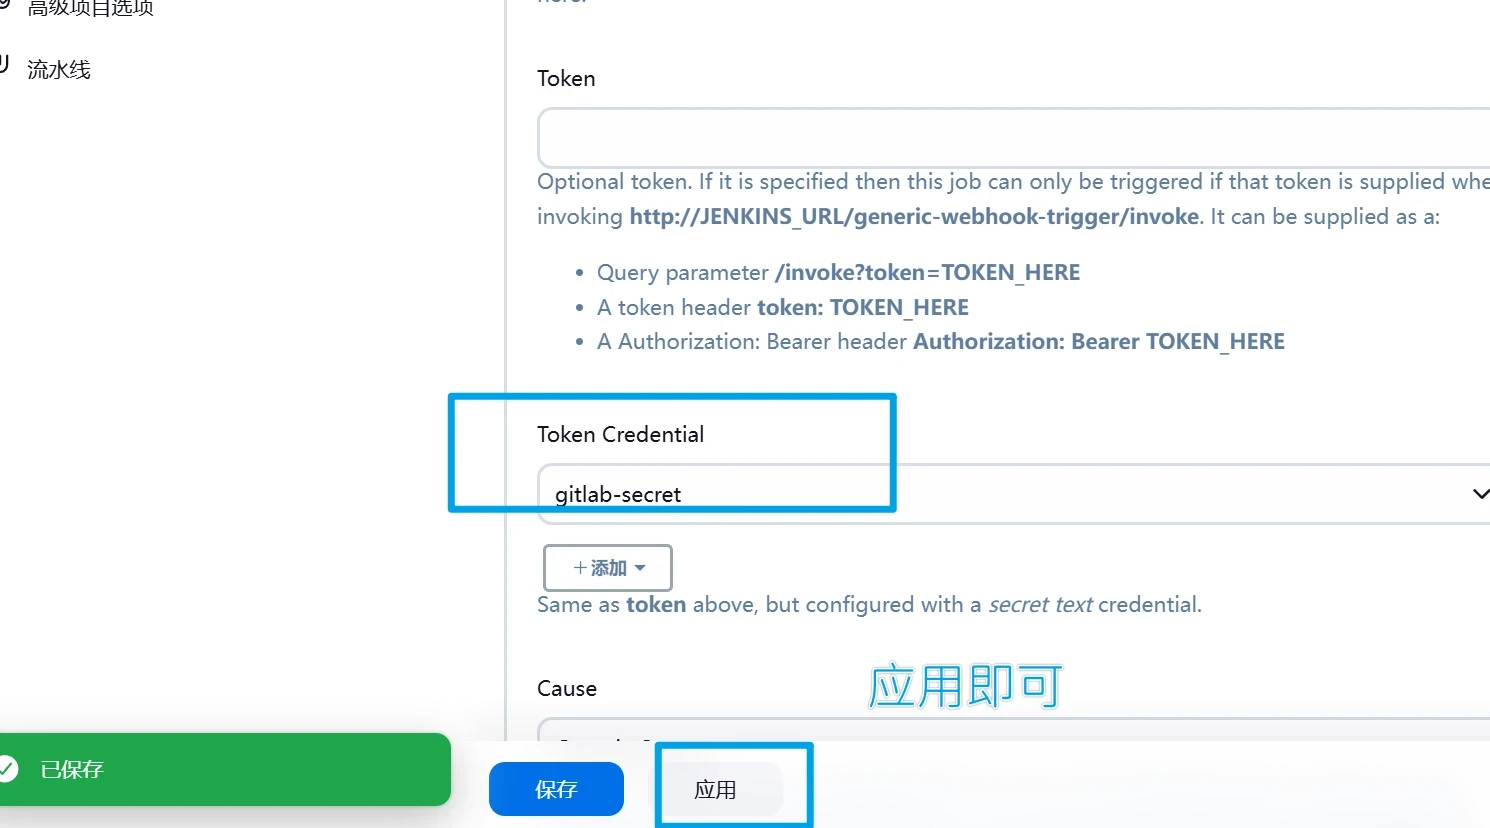 高级项目选项
流水线
here.
Token
Optional token. If it is specified then this job can only be triggered if that token is supplied whe
invoking http://JENKINS_URL/generic-webhook-trigger/invoke. It can be supplied as a:
• Query parameter /invoke?token=TOKEN_HERE
• A token header token: TOKEN_HERE
• A Authorization: Bearer header Authorization: Bearer TOKEN_HERE
Token Credential
gitlab-secret
+添加
Same as token above, but configured with a secret text credential.
应用即可
Cause
已保存
保存
应用